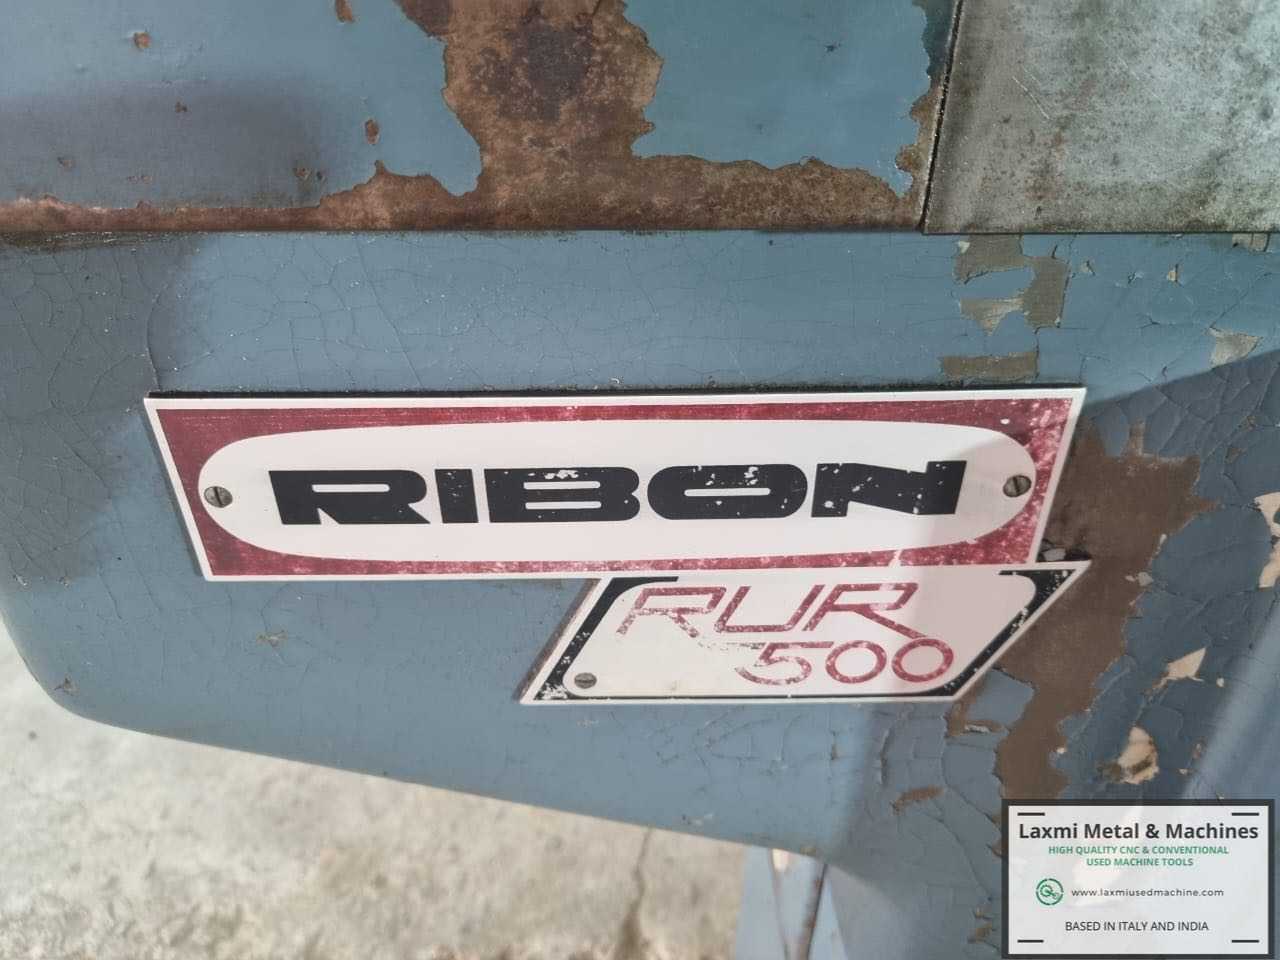 RIBON
RUR
500
Laxmi Metal & Machines
HIGH QUALITY CNC & CONVENTIONAL
USED MACHINE TOOLS
www.laxmiusedmachine.com
BASED IN ITALY AND INDIA